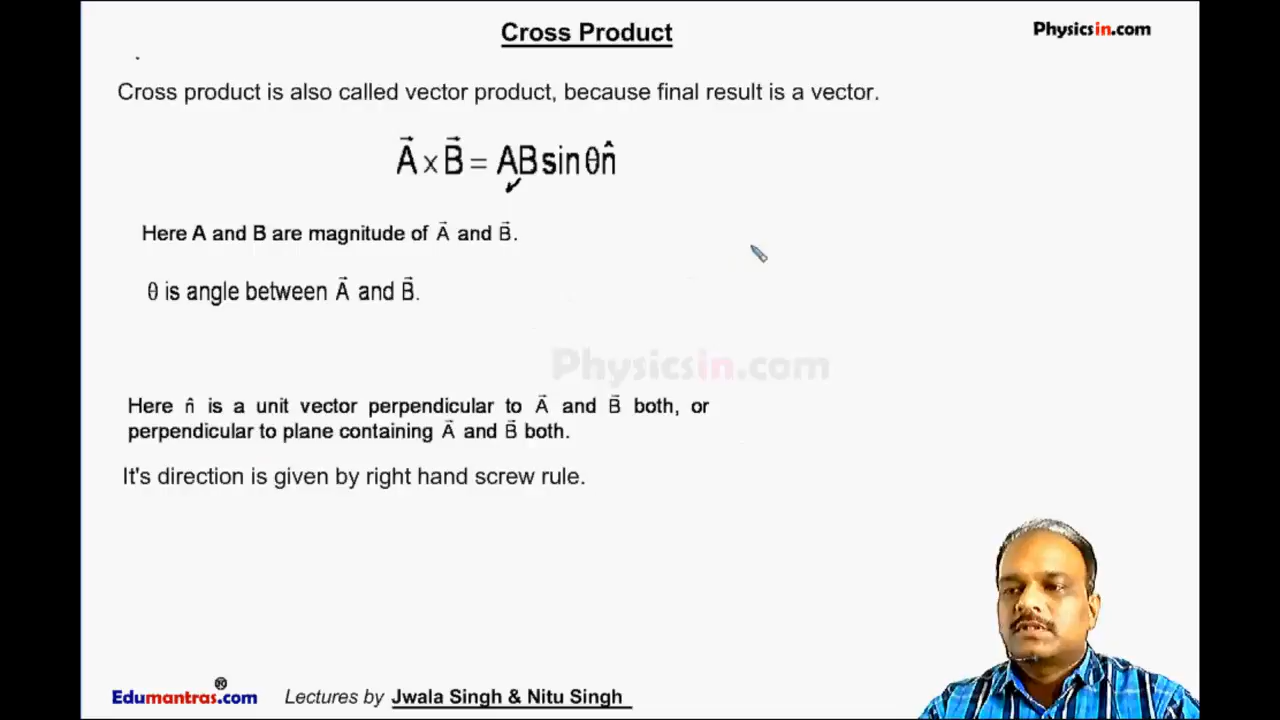 Cross Product
Physicsin.com
Cross product is also called vector product, because final result is a vector.
A⃗ × B⃗ = AB sin θ n̂
Here A and B are magnitude of A⃗ and B⃗.
θ is angle between A⃗ and B⃗.
Physicsin.com
Here n̂ is a unit vector perpendicular to A⃗ and B⃗ both, or
perpendicular to plane containing A⃗ and B⃗ both.
It's direction is given by right hand screw rule.
Edumantras.com® Lectures by Jwala Singh & Nitu Singh